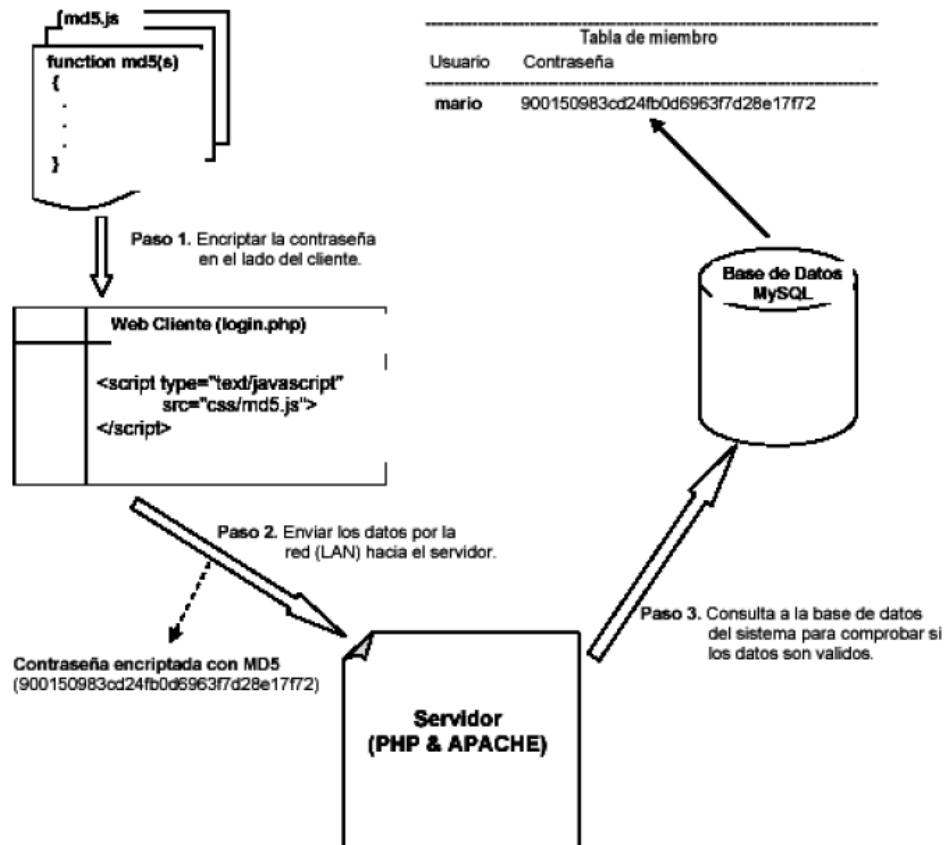 md5.js
function md5(s)
{
.
.
.
}
Paso 1. Encriptar la contraseña
en el lado del cliente.
Web Cliente (login.php)
<script type="text/javascript"
src="css/md5.js">
</script>
Paso 2. Enviar los datos por la
red (LAN) hacia el servidor.
Contraseña encriptada con MD5
(900150983cd24fb0d6963f7d28e17f72)
Servidor
(PHP & APACHE)
Paso 3. Consulta a la base de datos
del sistema para comprobar si
los datos son validos.
Base de Datos
MySQL
Tabla de miembro
Usuario Contraseña
mario 900150983cd24fb0d6963f7d28e17f72